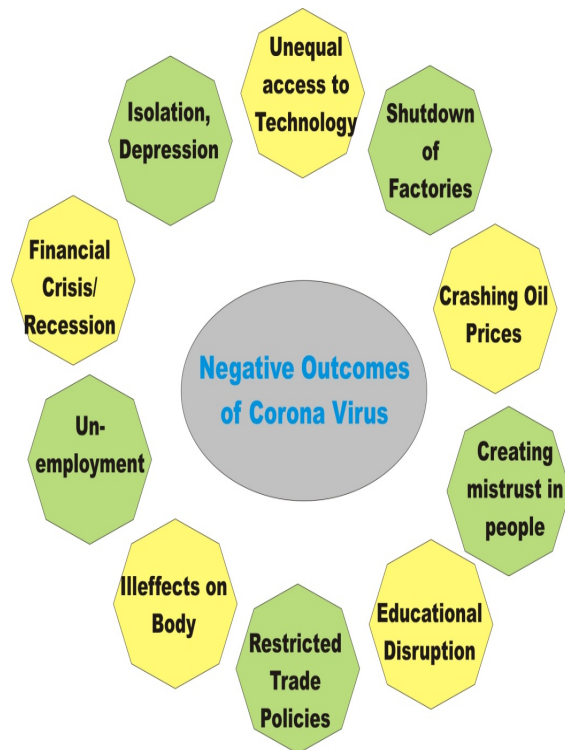 Unequal
access to
Technology
Shutdown
of
Factories
Crashing Oil
Prices
Creating
mistrust in
people
Educational
Disruption
Restricted
Trade
Policies
Illeffects on
Body
Un-
employment
Financial
Crisis/
Recession
Isolation,
Depression
Negative Outcomes
of Corona Virus